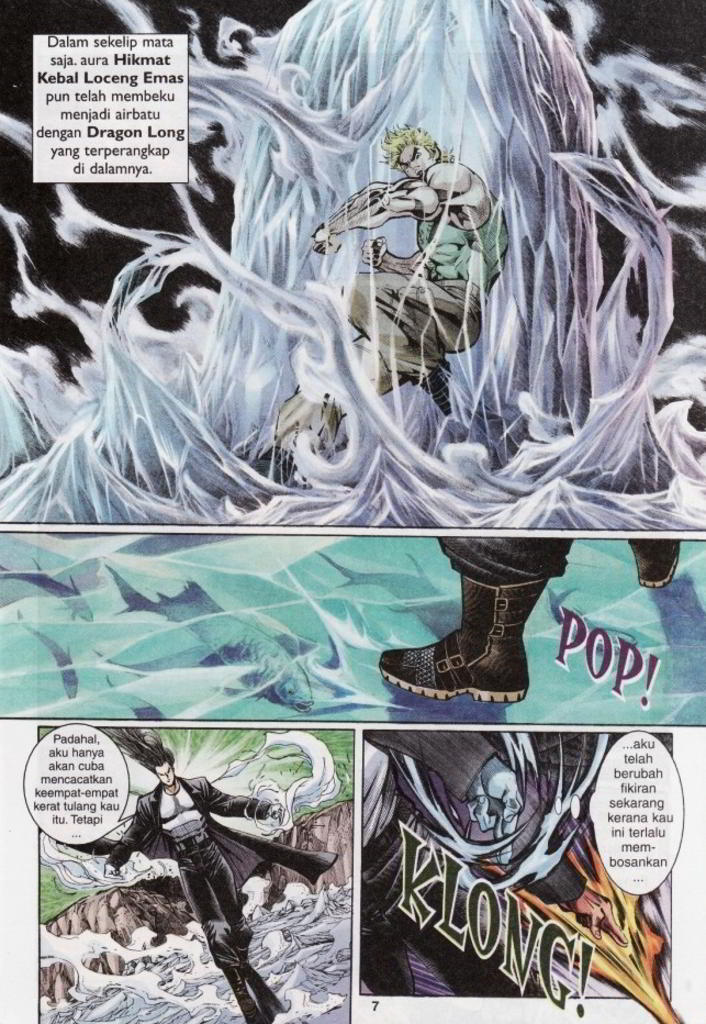 Dalam sekelip mata
saja. aura Hikmat
Kebal Loceng Emas
pun telah membeku
menjadi airbatu
dengan Dragon Long
yang terperangkap
di dalamnya.
POP!
Padahal,
aku hanya
akan cuba
mencacatkan
keempat-empat
kerat tulang kau
itu. Tetapi
...
...aku
telah
berubah
fikiran
sekarang
kerana kau
ini terlalu
mem-
bosankan
...
KLONG!
7